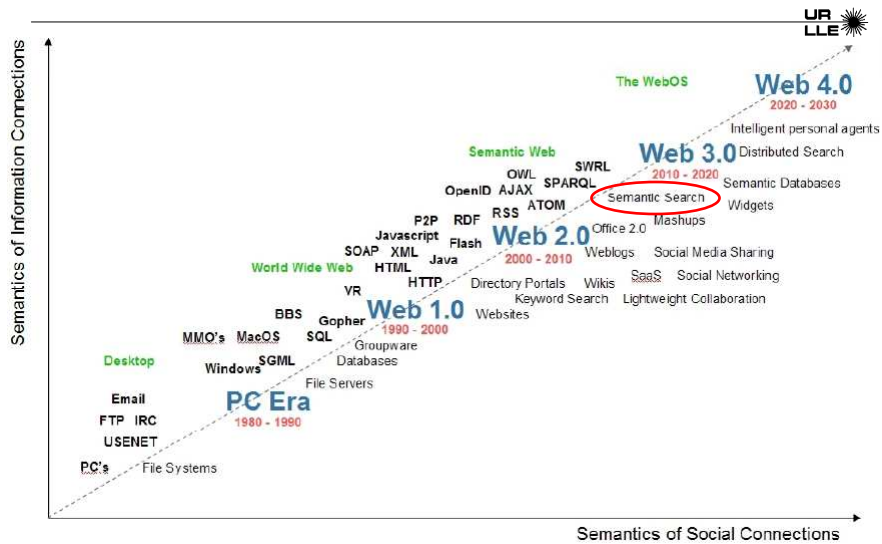 UR
LLE
Semantics of Information Connections
The WebOS
Web 4.0
2020 - 2030
Intelligent personal agents
Semantic Web
Web 3.0
Distributed Search
2010 - 2020
SWRL
OWL
SPARQL
OpenID AJAX
Semantic Databases
Semantic Search
Widgets
ATOM
Mashups
RSS
P2P
RDF
Office 2.0
Javascript
Web 2.0
2000 - 2010
Flash
SOAP XML
Java
Weblogs
Social Media Sharing
World Wide Web
HTML
SaaS
Social Networking
HTTP
Directory Portals
Wikis
VR
Keyword Search
Lightweight Collaboration
Web 1.0
1990 - 2000
Websites
BBS
Gopher
MMO's
MacOS
SQL
Groupware
Desktop
Windows
SGML
Databases
File Servers
Email
PC Era
1980 - 1990
FTP IRC
USENET
PC's
File Systems
Semantics of Social Connections